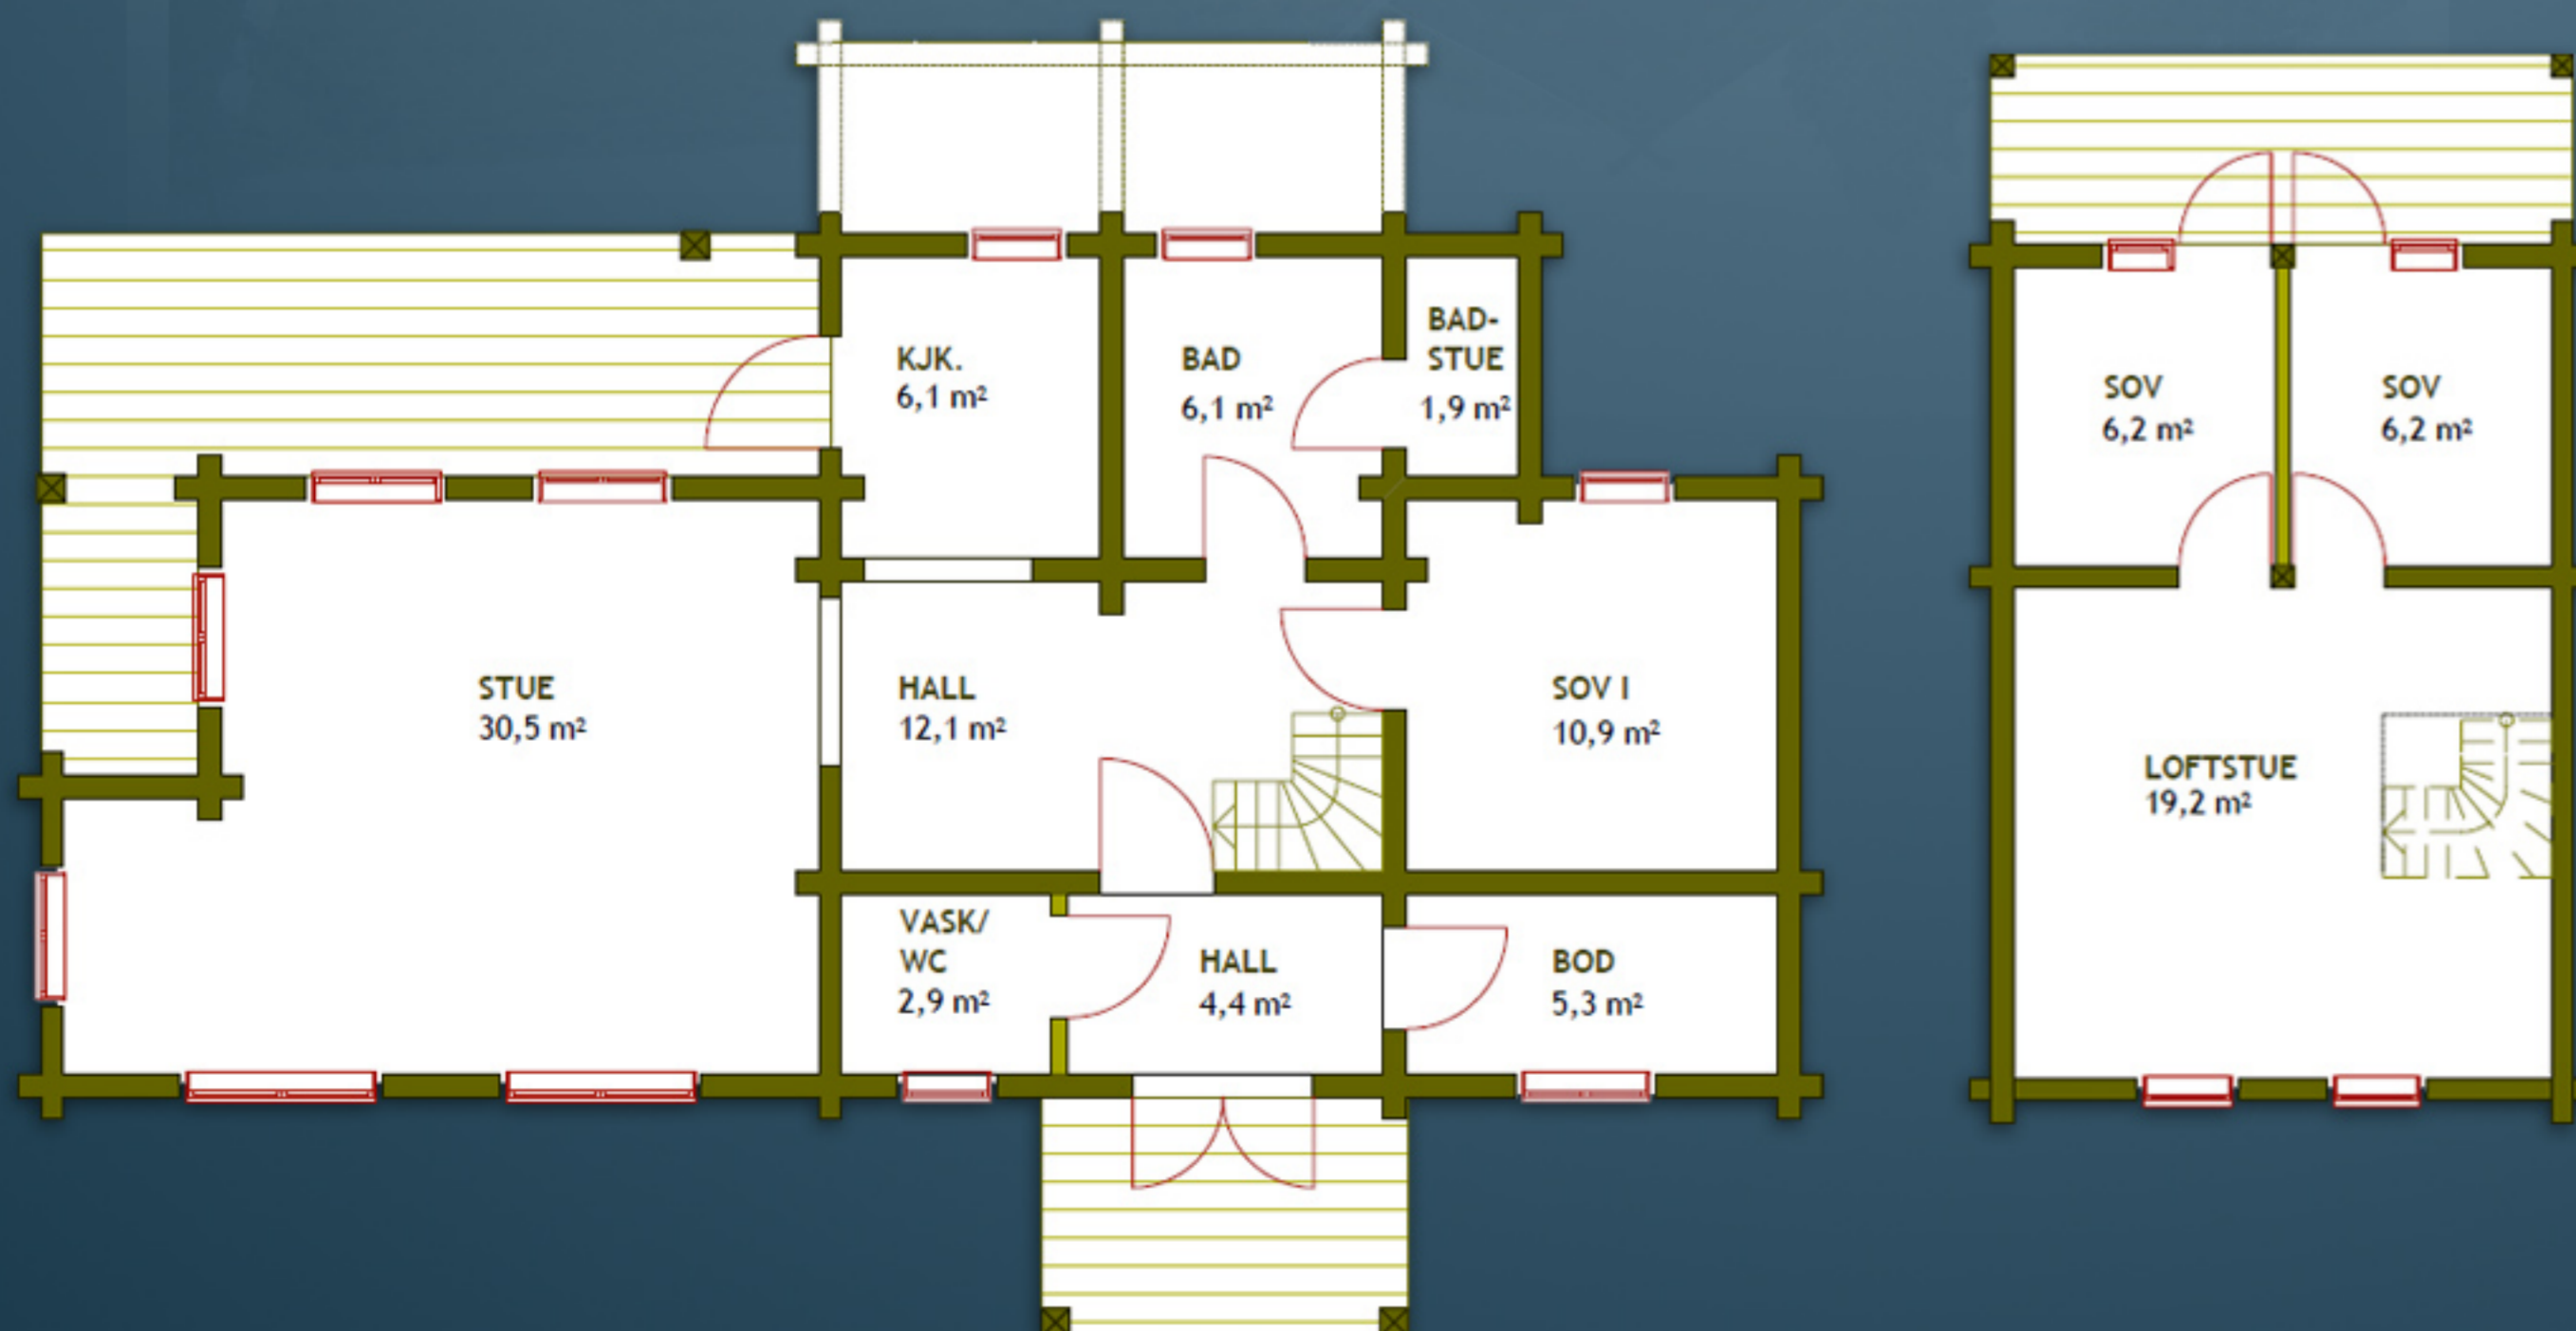 KJK.
6,1 m²
BAD
6,1 m²
BAD-
STUE
1,9 m²
STUE
30,5 m²
HALL
12,1 m²
SOV I
10,9 m²
VASK/
WC
2,9 m²
HALL
4,4 m²
BOD
5,3 m²
SOV
6,2 m²
SOV
6,2 m²
LOFTSTUE
19,2 m²